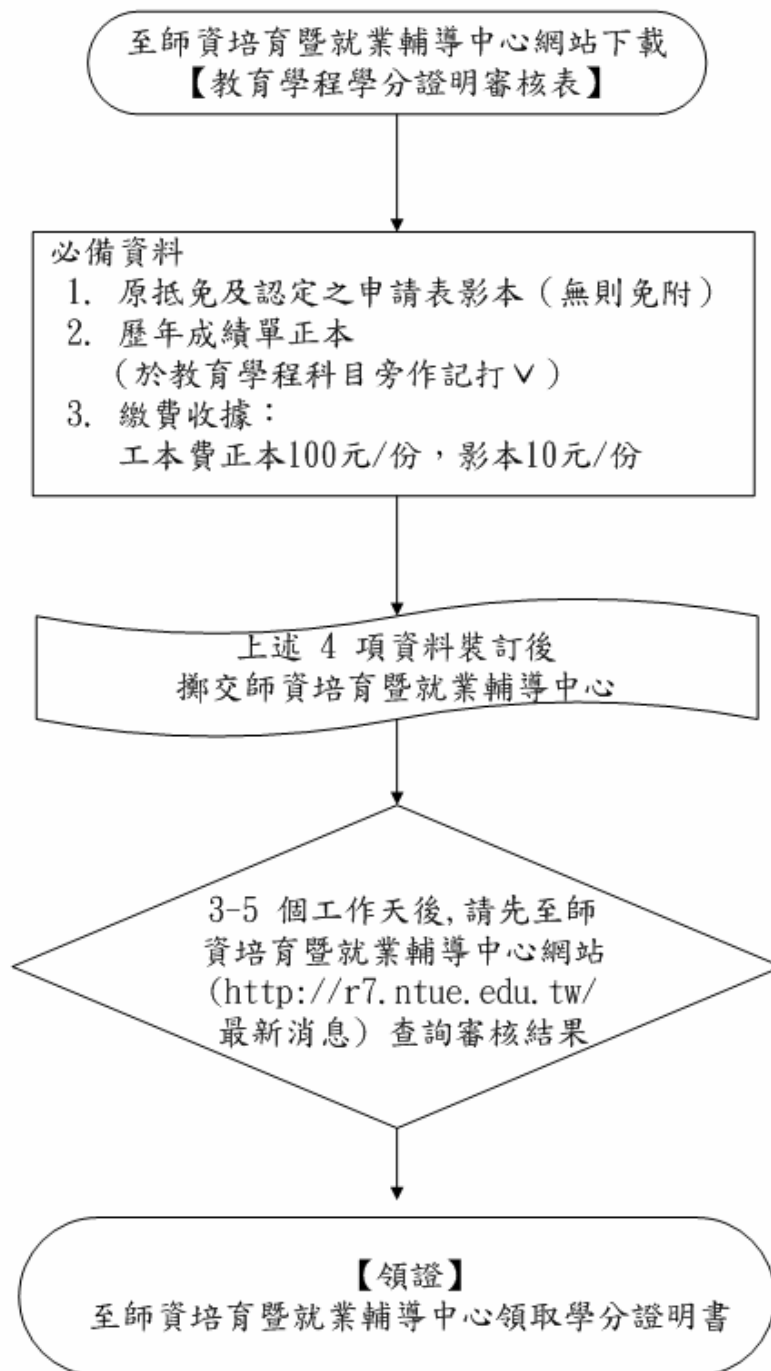 至師資培育暨就業輔導中心網站下載
【教育學程學分證明審核表】
必備資料
1. 原抵免及認定之申請表影本（無則免附）
2. 歷年成績單正本
（於教育學程科目旁作記打∨）
3. 繳費收據：
工本費正本100元/份，影本10元/份
上述 4 項資料裝訂後
擲交師資培育暨就業輔導中心
3-5 個工作天後,請先至師
資培育暨就業輔導中心網站
(http://r7.ntue.edu.tw/
最新消息) 查詢審核結果
【領證】
至師資培育暨就業輔導中心領取學分證明書